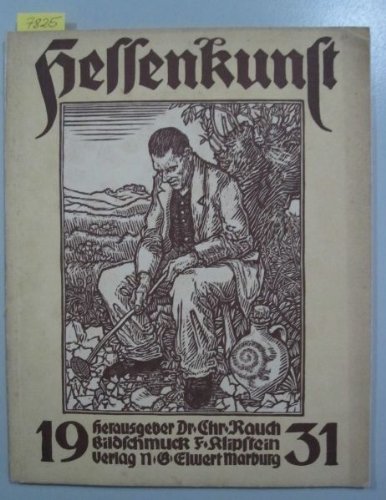 7825
Hessenkunst
19 Herausgeber Dr. Chr. Rauch 31
Bildschmuck F. Klipstein
Verlag N. G. Elwert Marburg